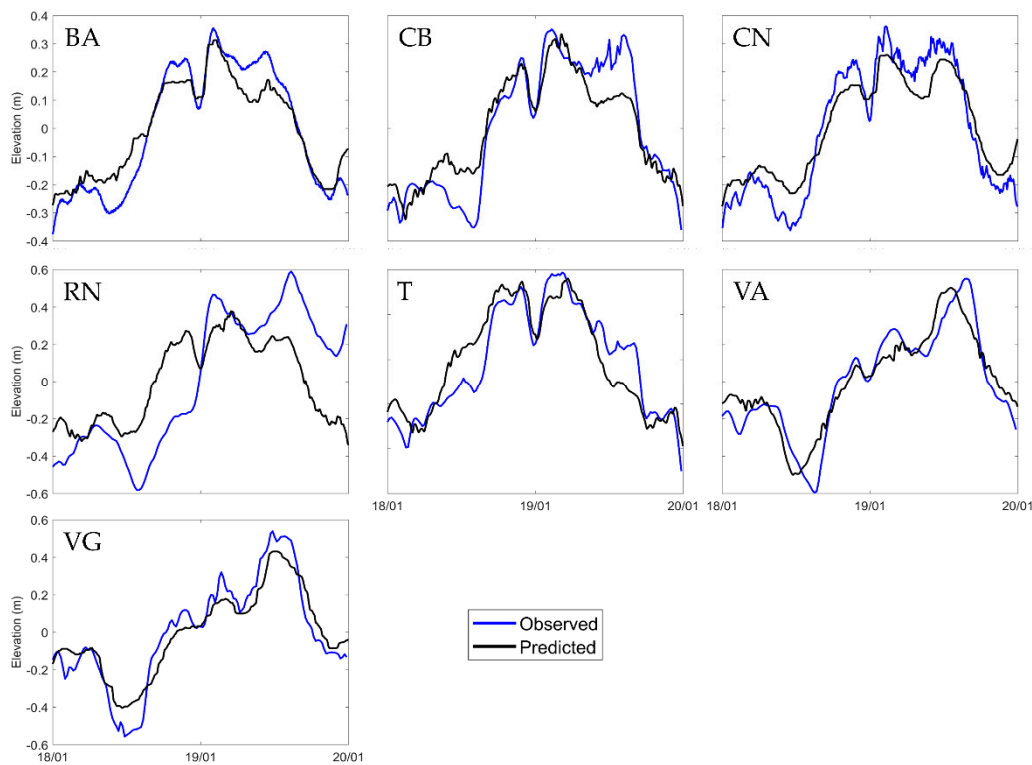 BA
CB
CN
Elevation (m)
0.4
0.3
0.2
0.1
0
-0.1
-0.2
-0.3
-0.4
RN
T
VA
Elevation (m)
0.6
0.4
0.2
0
-0.2
-0.4
-0.6
18/01
19/01
20/01
18/01
19/01
20/01
VG
Elevation (m)
0.6
0.4
0.2
0
-0.2
-0.4
-0.6
18/01
19/01
20/01
Observed
Predicted